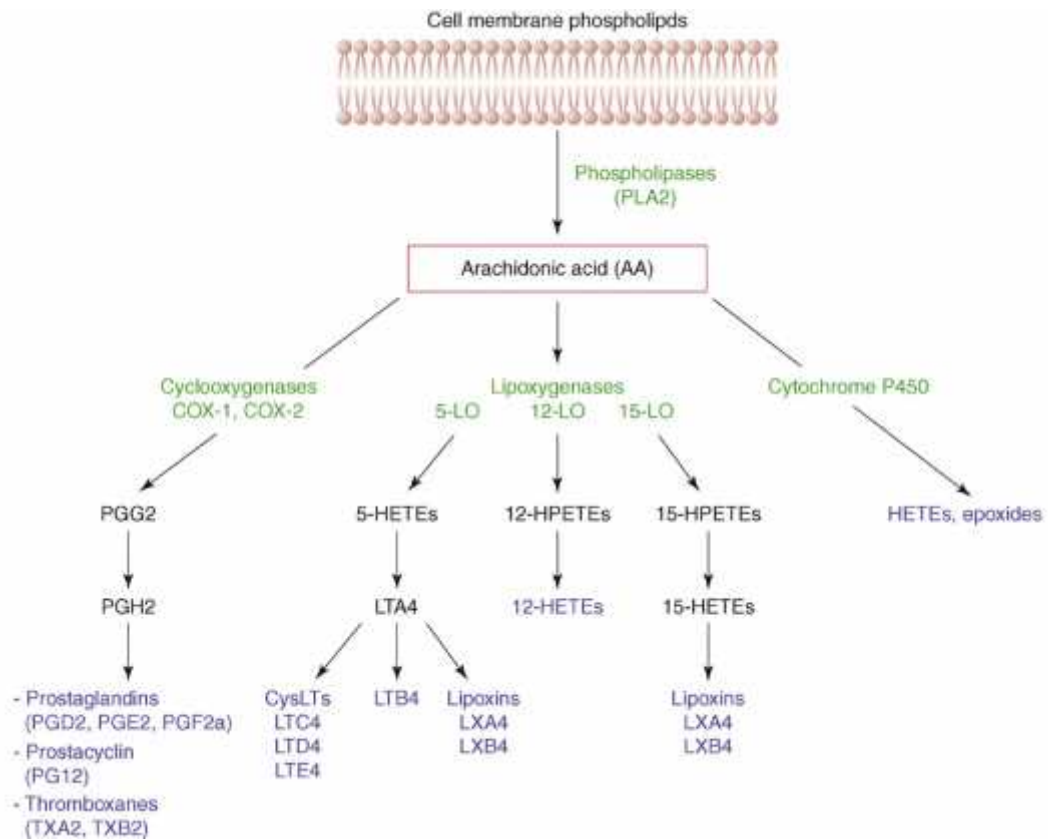 Cell membrane phospholipds
Phospholipases
(PLA2)
Arachidonic acid (AA)
Cyclooxygenases
COX-1, COX-2
Lipoxygenases
5-LO 12-LO 15-LO
Cytochrome P450
PGG2
5-HETEs
12-HPETEs
15-HPETEs
HETEs, epoxides
PGH2
LTA4
12-HETEs
15-HETEs
- Prostaglandins
(PGD2, PGE2, PGF2a)
- Prostacyclin
(PG12)
- Thromboxanes
(TXA2, TXB2)
CysLTs
LTC4
LTD4
LTE4
LTB4
Lipoxins
LXA4
LXB4
Lipoxins
LXA4
LXB4